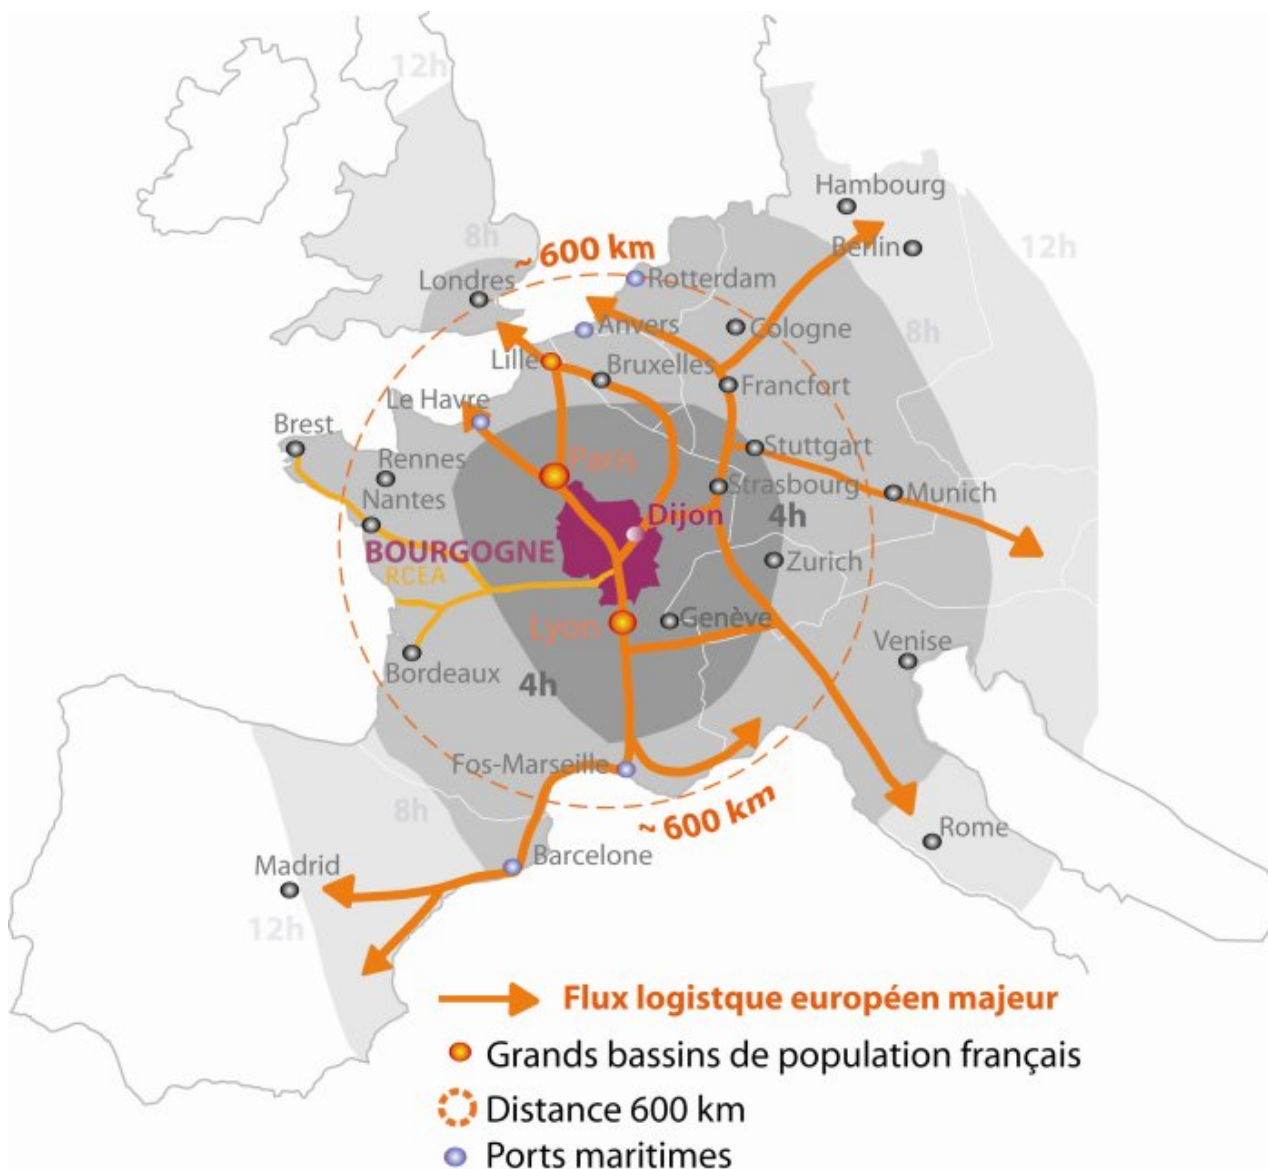 12h
Hambourg
8h
~ 600 km
Berlin
12h
Londres
Rotterdam
Anvers
Cologne
8h
Lille
Bruxelles
Francfort
Le Havre
Brest
Rennes
Paris
Stuttgart
Nantes
Strasbourg
Munich
Dijon
4h
BOURGOGNE
RCEA
Zurich
Lyon
Genève
Venise
Bordeaux
4h
Fos-Marseille
8h
~ 600 km
Rome
Madrid
Barcelone
12h
Flux logistque européen majeur
Grands bassins de population français
Distance 600 km
Ports maritimes